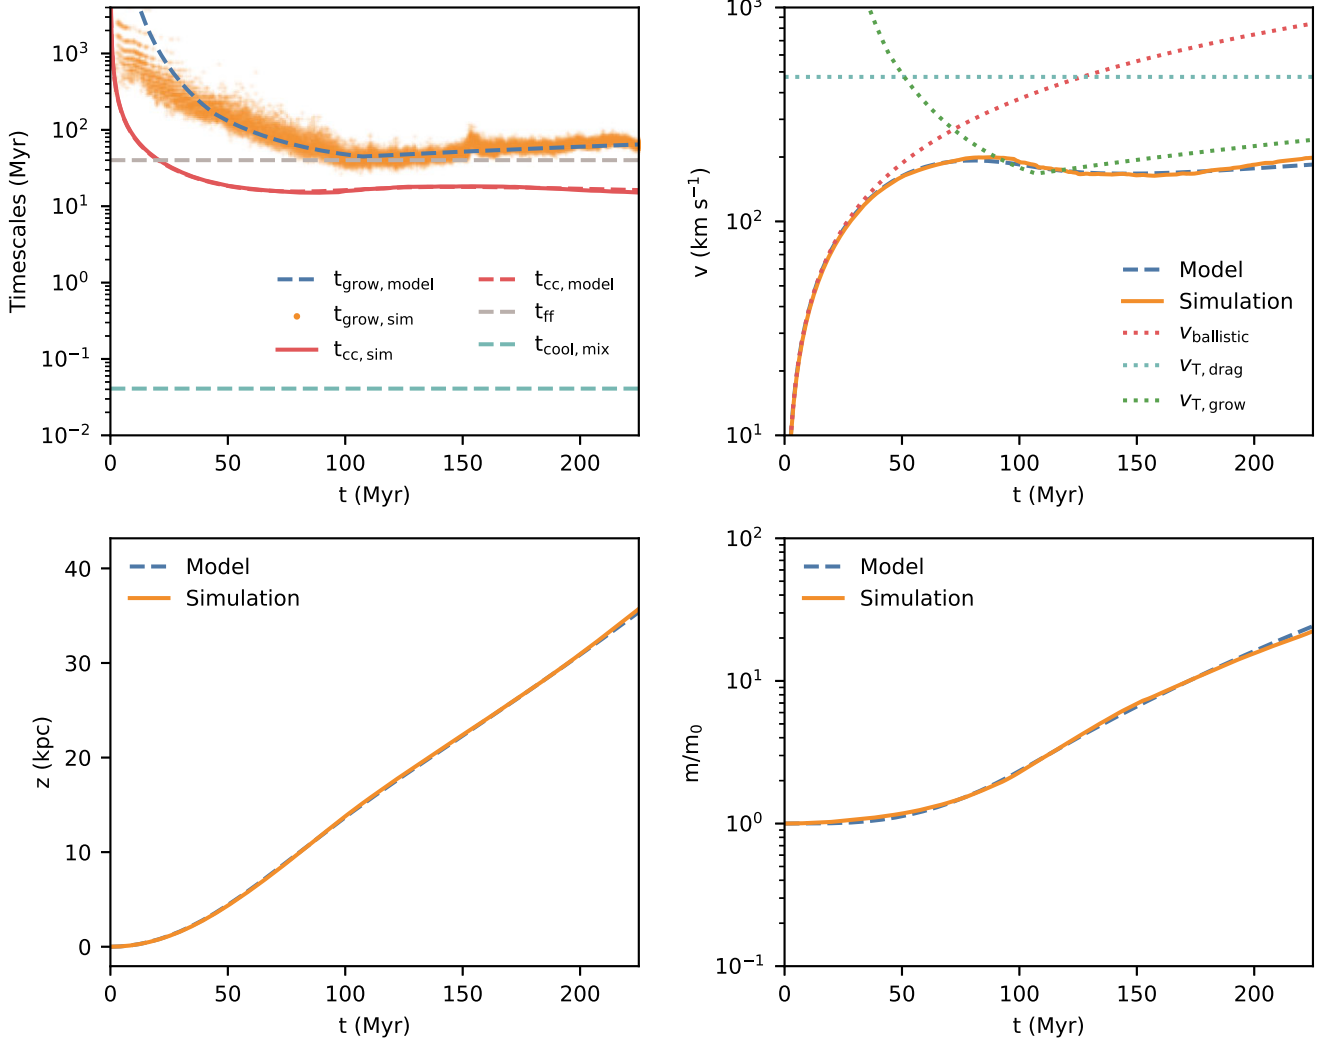 10³
10²
10¹
10⁰
10⁻¹
10⁻²
Timescales (Myr)
t_grow, model
t_grow, sim
t_cc, sim
t_cc, model
t_ff
t_cool, mix
0 50 100 150 200
t (Myr)
10³
10²
10¹
v (km s⁻¹)
Model
Simulation
v_ballistic
v_T, drag
v_T, grow
0 50 100 150 200
t (Myr)
Model
Simulation
40
30
20
10
0
z (kpc)
0 50 100 150 200
t (Myr)
Model
Simulation
10²
10¹
10⁰
10⁻¹
m/m₀
0 50 100 150 200
t (Myr)